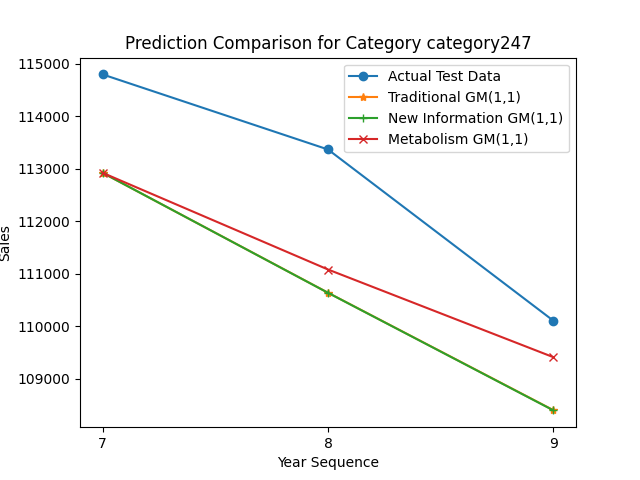 Prediction Comparison for Category category247
115000
114000
113000
112000
111000
110000
109000
Sales
Actual Test Data
Traditional GM(1,1)
New Information GM(1,1)
Metabolism GM(1,1)
7
8
9
Year Sequence